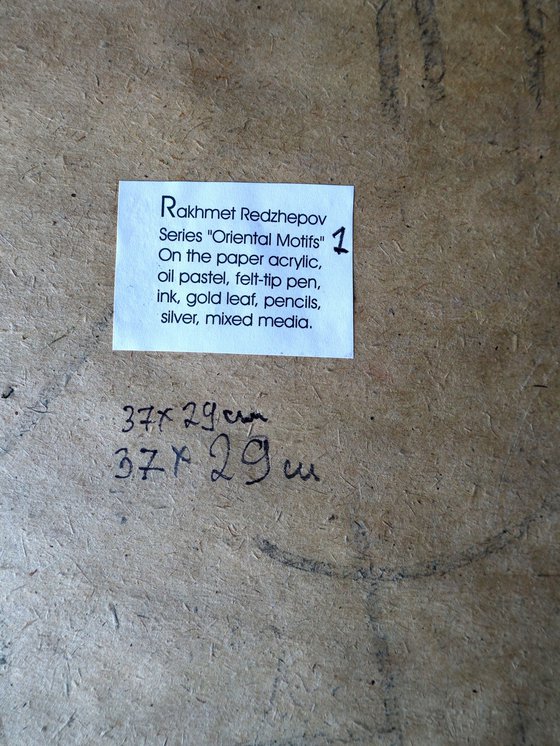 Rakhmet Redzhepov
Series "Oriental Motifs" 1
On the paper acrylic,
oil pastel, felt-tip pen,
ink, gold leaf, pencils,
silver, mixed media.
37x29 cm
37x29 см